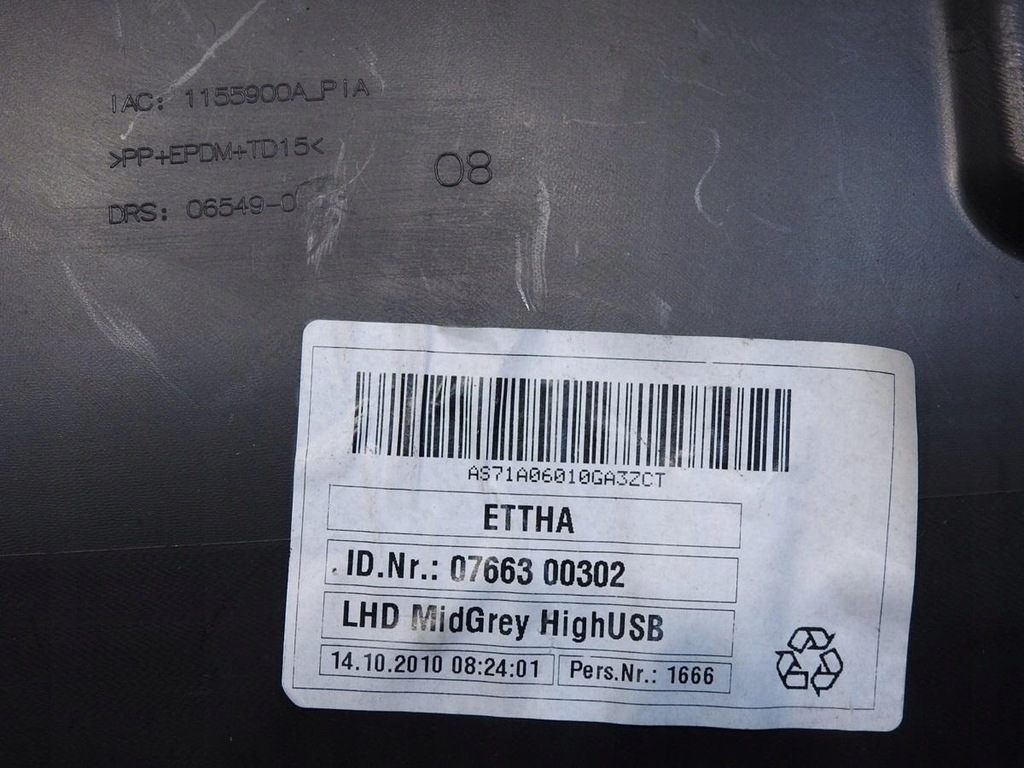 IAC: 1155900A_PIA
>PP+EPDM+TD15<
08
DRS: 06549-0
AS71A06010GA3ZCT
ETTHA
ID.Nr.: 07663 00302
LHD MidGrey HighUSB
14.10.2010 08:24:01
Pers.Nr.: 1666